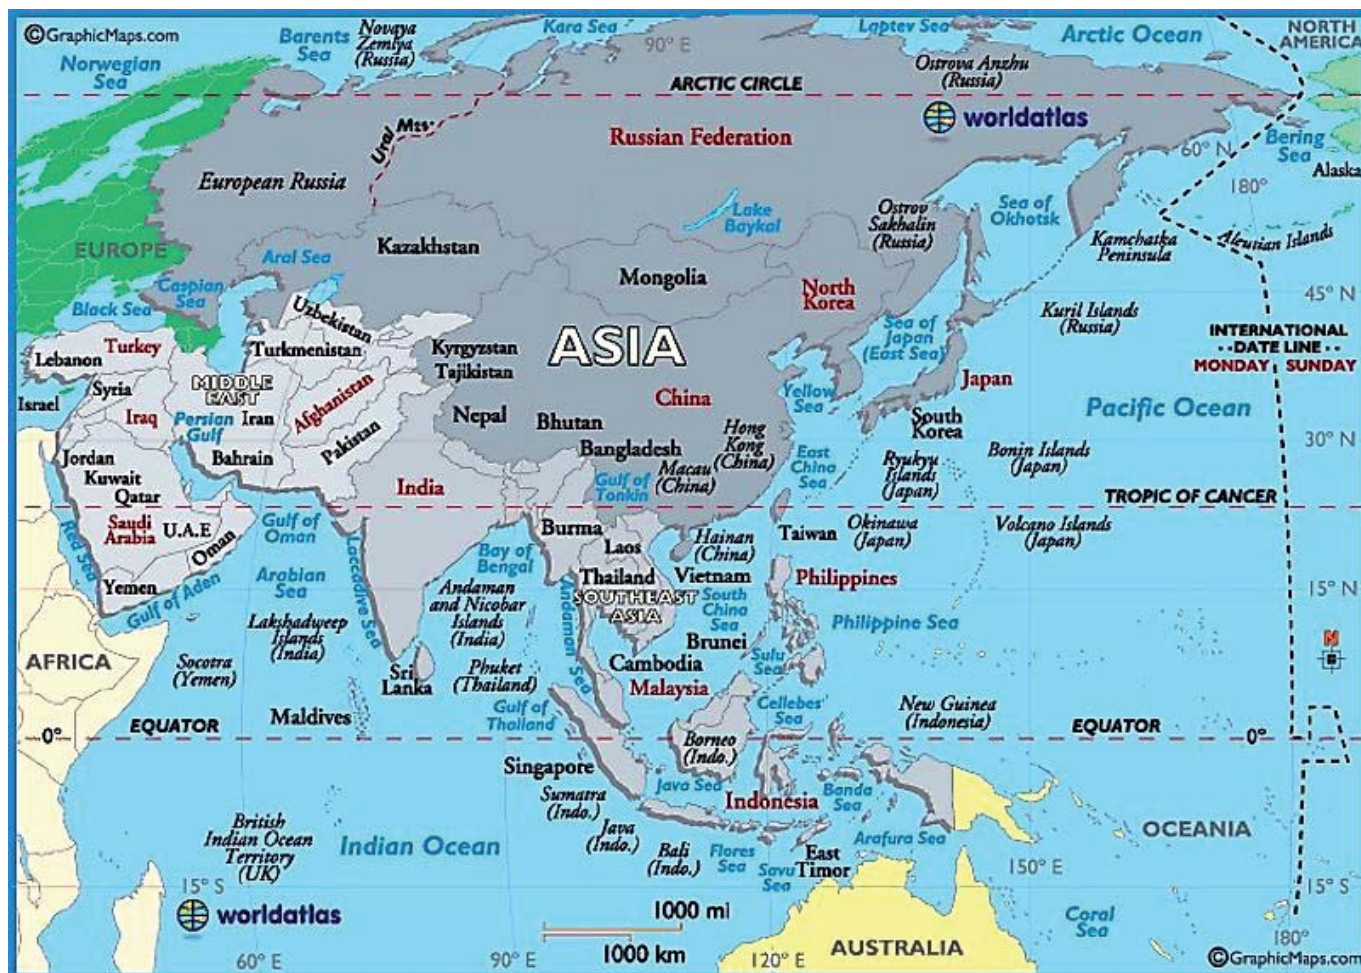 ©GraphicMaps.com
Norwegian
Sea
Barents
Sea
Novaya
Zemlya
(Russia)
Kara Sea
90° E
Laptev Sea
Arctic Ocean
NORTH
AMERICA
Ostrova Anzhu
(Russia)
ARCTIC CIRCLE
worldatlas
Ural Mts.
Russian Federation
60° N
Bering
Sea
Alaska
180°
European Russia
Lake
Baykal
Ostrov
Sakhalin
(Russia)
Sea of
Okhotsk
Kamchatka
Peninsula
Aleutian Islands
EUROPE
Aral Sea
Kazakhstan
Mongolia
North
Korea
Caspian
Sea
Black Sea
45° N
Kuril Islands
(Russia)
Uzbekistan
Turkmenistan
Sea of
Japan
(East Sea)
INTERNATIONAL
DATE LINE
MONDAY SUNDAY
Turkey
Lebanon
Kyrgyzstan
Tajikistan
ASIA
Syria
MIDDLE
EAST
Afghanistan
Japan
Israel
Iraq
Persian
Gulf
Iran
Nepal
China
Yellow
Sea
Pacific Ocean
Bhutan
South
Korea
Pakistan
Bangladesh
Hong
Kong
(China)
30° N
Jordan
Bahrain
Macau
(China)
East
China
Sea
Ryukyu
Islands
(Japan)
Bonin Islands
(Japan)
Kuwait
Qatar
India
Gulf of
Tonkin
TROPIC OF CANCER
Saudi
Arabia
U.A.E
Oman
Gulf of
Oman
Burma
Taiwan
Okinawa
(Japan)
Volcano Islands
(Japan)
Red Sea
Laccadive Sea
Bay of
Bengal
Laos
Hainan
(China)
Yemen
Gulf of Aden
Arabian
Sea
Andaman
and Nicobar
Islands
(India)
Andaman Sea
Thailand
Vietnam
Philippines
15° N
SOUTHEAST
ASIA
South
China
Sea
Philippine Sea
Lakshadweep
Islands
(India)
Brunei
AFRICA
Socotra
(Yemen)
Sri
Lanka
Phuket
(Thailand)
Cambodia
Sulu
Sea
N
Malaysia
Maldives
Gulf of
Thailand
Cellebes
Sea
New Guinea
(Indonesia)
EQUATOR
EQUATOR
0°
0°
Borneo
(Indo.)
Singapore
Java Sea
Banda
Sea
Sumatra
(Indo.)
Indonesia
British
Indian Ocean
Territory
(UK)
Indian Ocean
Java
(Indo.)
Bali
(Indo.)
Flores
Sea
Savu
Sea
East
Timor
Arafura Sea
OCEANIA
15° S
150° E
15° S
worldatlas
1000 mi
1000 km
Coral
Sea
60° E
90° E
120° E
AUSTRALIA
180°
©GraphicMaps.com